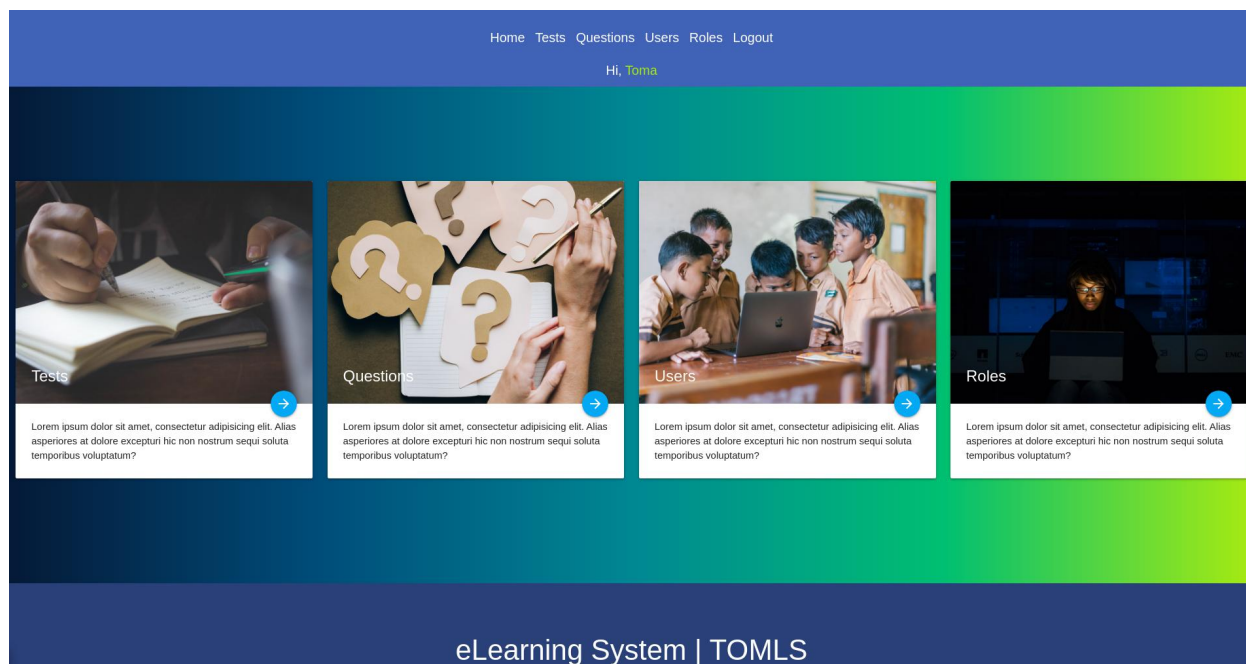 Home Tests Questions Users Roles Logout
Hi, Toma
Tests
Questions
Users
Roles
Lorem ipsum dolor sit amet, consectetur adipisicing elit. Alias
asperiores at dolore excepturi hic non nostrum sequi soluta
temporibus voluptatum?
Lorem ipsum dolor sit amet, consectetur adipisicing elit. Alias
asperiores at dolore excepturi hic non nostrum sequi soluta
temporibus voluptatum?
Lorem ipsum dolor sit amet, consectetur adipisicing elit. Alias
asperiores at dolore excepturi hic non nostrum sequi soluta
temporibus voluptatum?
Lorem ipsum dolor sit amet, consectetur adipisicing elit. Alias
asperiores at dolore excepturi hic non nostrum sequi soluta
temporibus voluptatum?
eLearning System | TOMLS